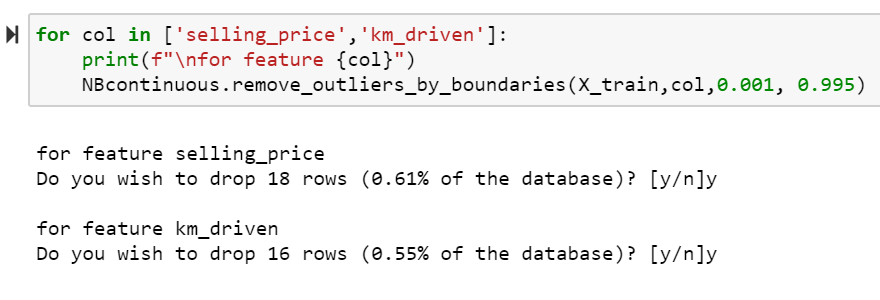 for col in ['selling_price','km_driven']:
print(f"\nfor feature {col}")
NBcontinuous.remove_outliers_by_boundaries(X_train,col,0.001, 0.995)
for feature selling_price
Do you wish to drop 18 rows (0.61% of the database)? [y/n]y
for feature km_driven
Do you wish to drop 16 rows (0.55% of the database)? [y/n]y